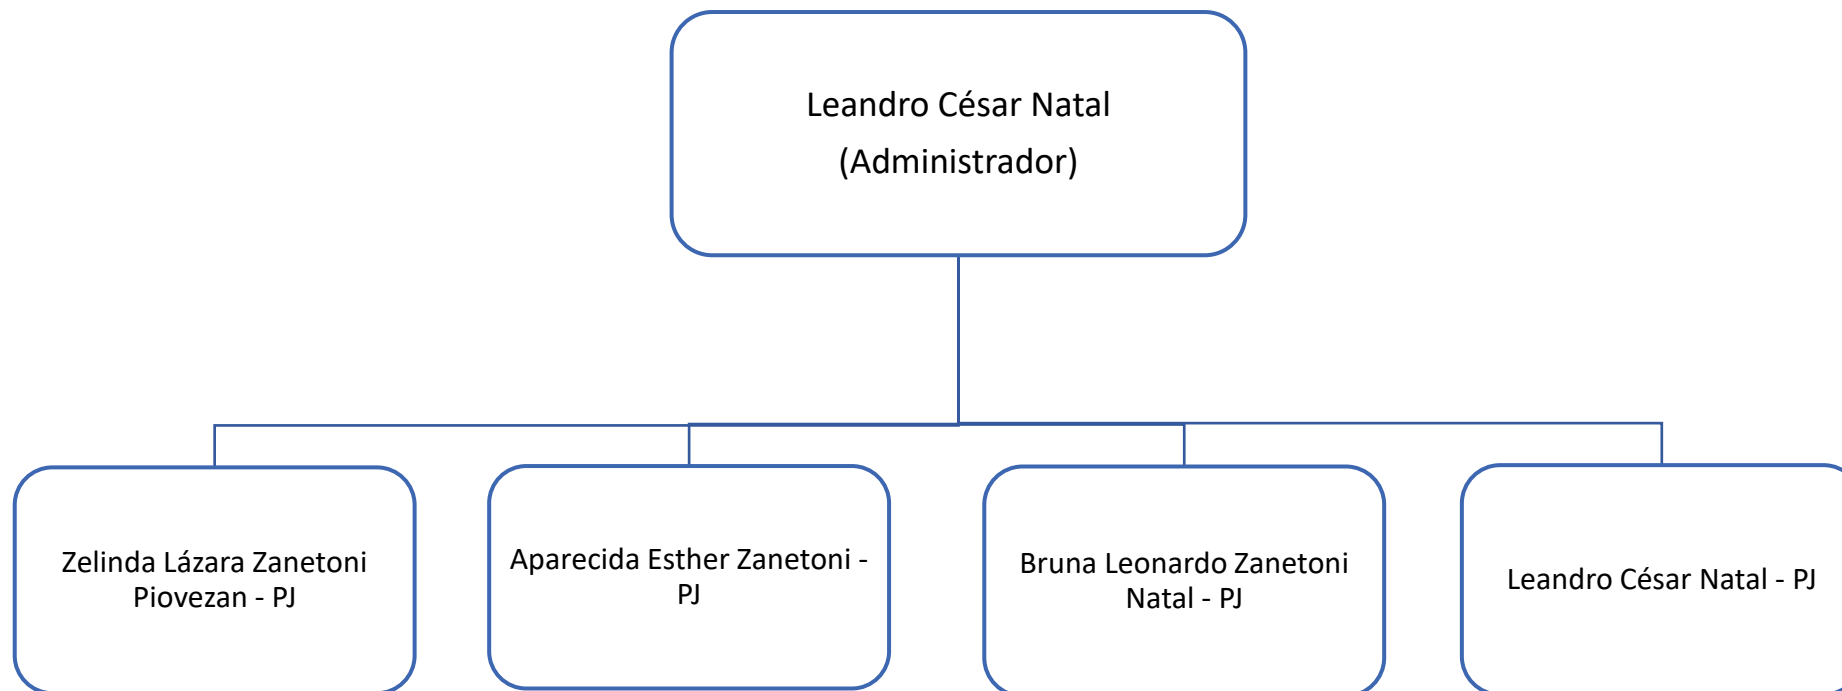 Leandro César Natal
(Administrador)
Zelinda Lázara Zanetoni
Piovezan - PJ
Aparecida Esther Zanetoni -
PJ
Bruna Leonardo Zanetoni
Natal - PJ
Leandro César Natal - PJ